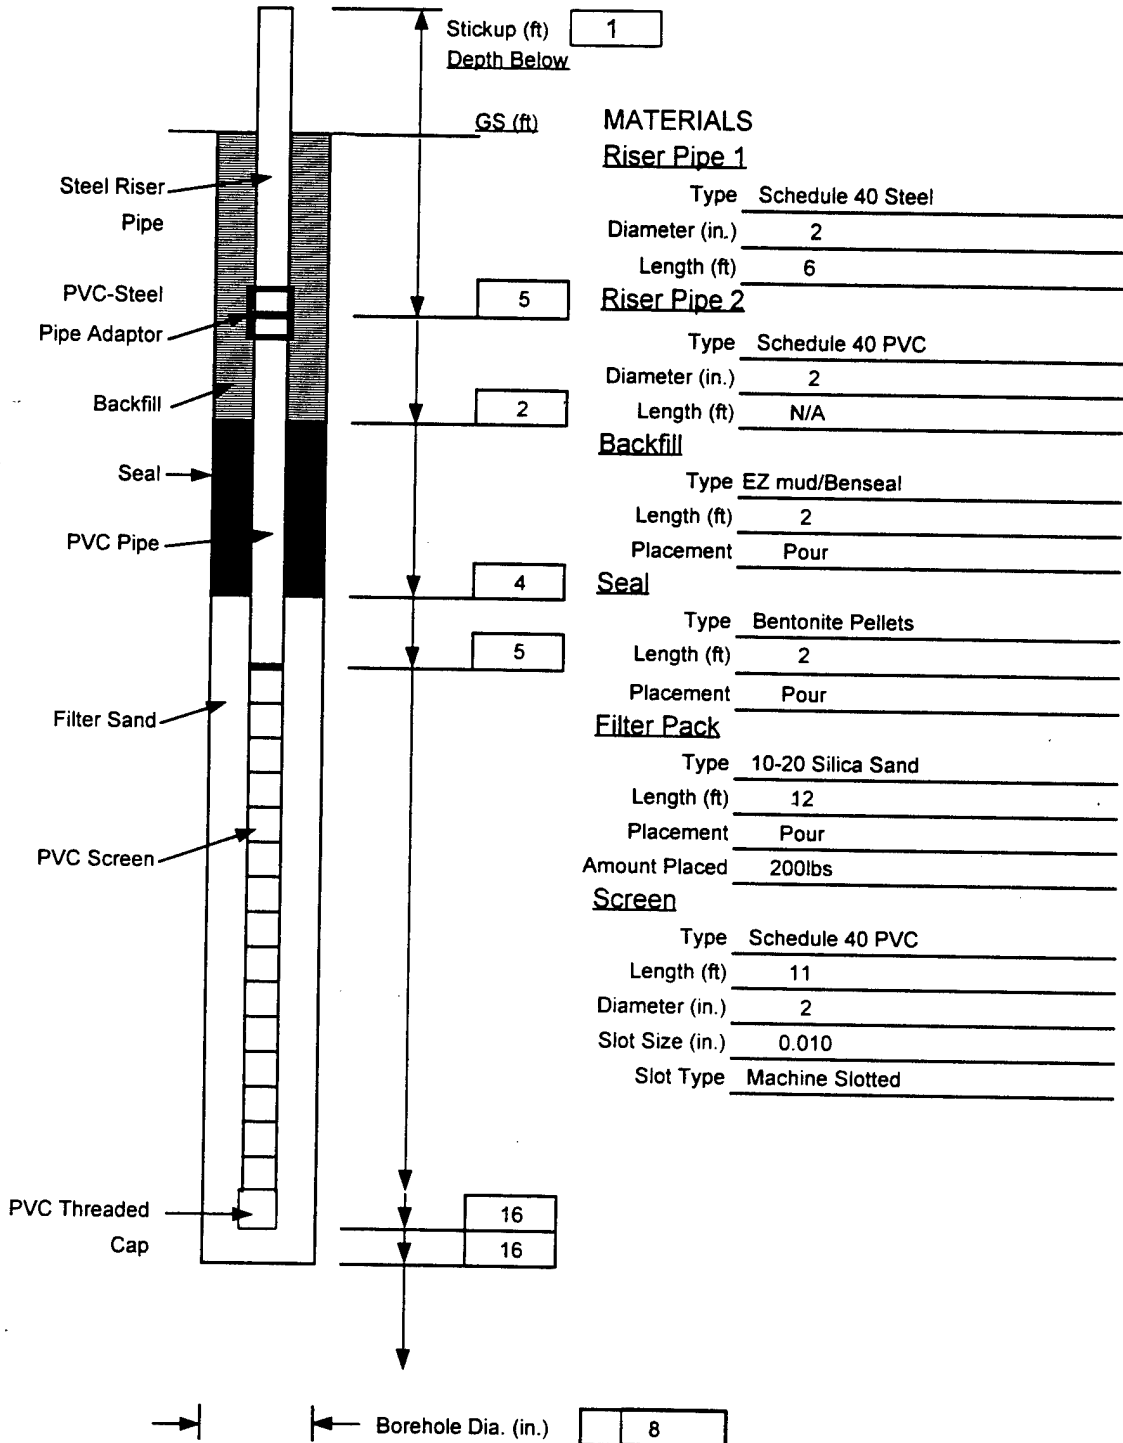 Stickup (ft) 1
Depth Below
GS (ft)
MATERIALS
Riser Pipe 1
Type Schedule 40 Steel
Diameter (in.) 2
Length (ft) 6
Riser Pipe 2
Type Schedule 40 PVC
Diameter (in.) 2
Length (ft) N/A
Backfill
Type EZ mud/Benseal
Length (ft) 2
Placement Pour
Seal
Type Bentonite Pellets
Length (ft) 2
Placement Pour
Filter Pack
Type 10-20 Silica Sand
Length (ft) 12
Placement Pour
Amount Placed 200lbs
Screen
Type Schedule 40 PVC
Length (ft) 11
Diameter (in.) 2
Slot Size (in.) 0.010
Slot Type Machine Slotted
Steel Riser
Pipe
PVC-Steel
Pipe Adaptor
5
Backfill
2
Seal
PVC Pipe
4
5
Filter Sand
PVC Screen
PVC Threaded
Cap
16
16
Borehole Dia. (in.) 8